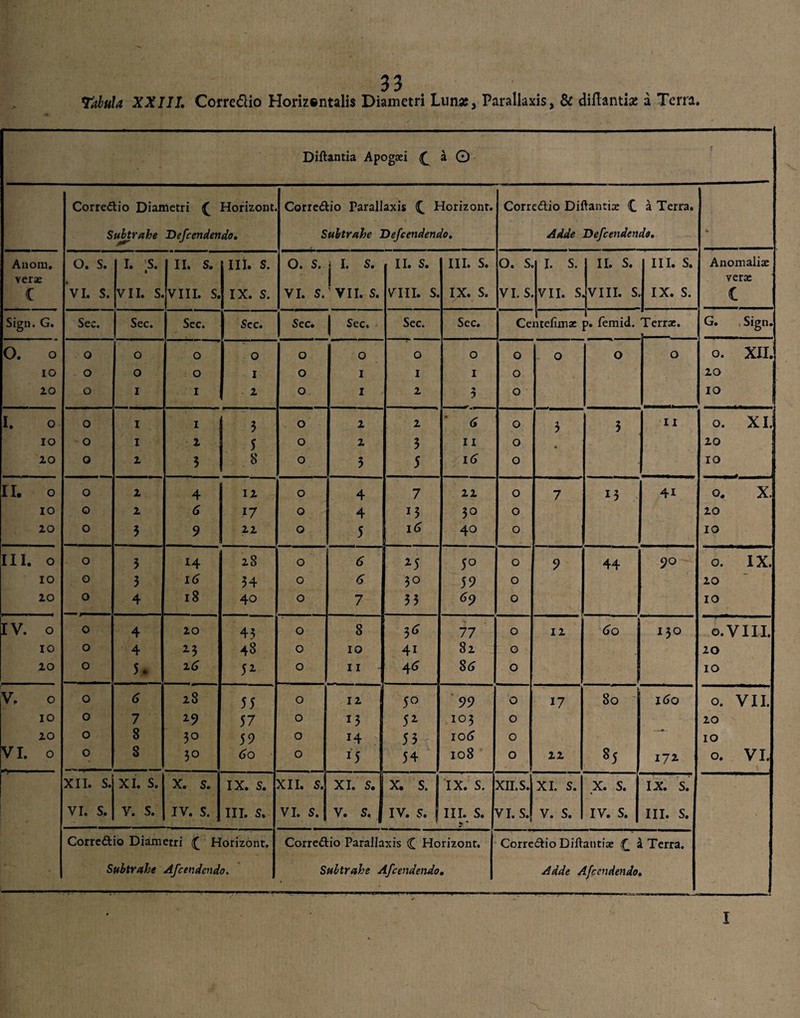 33
Tabula XXIII. Correctio Horizontalis Diametri Lunæ, Parallaxis, & distantiæ à Terra.
Distantia Apogæi ☾ à ☉
Correctio Diametri ☾ Horizont. | Correctio Parallaxis ☾ Horizont. | Correctio Distantiæ ☾ à Terra.
Subtrahe Descendendo. | Subtrahe Descendendo. | Adde Descendendo.
Anom. veræ ☾ | O. S. | I. S. | II. S. | III. S. | O. S. | I. S. | II. S. | III. S. | O. S. | I. S. | II. S. | III. S. | Anomaliæ veræ ☾
VI. S. | VII. S. | VIII. S. | IX. S. | VI. S. | VII. S. | VIII. S. | IX. S. | VI. S. | VII. S. | VIII. S. | IX. S.
Sign. G. | Sec. | Sec. | Sec. | Sec. | Sec. | Sec. | Sec. | Sec. | Centesimæ p. semid. Terræ. | G. Sign.
O. 0 | 0 | 0 | 0 | 0 | 0 | 0 | 0 | 0 | 0 | 0 | 0 | 0 | 0. XII.
10 | 0 | 0 | 0 | 1 | 0 | 1 | 1 | 1 | 0 | 20
20 | 0 | 1 | 1 | 2 | 0 | 1 | 2 | 3 | 0 | 10
I. 0 | 0 | 1 | 1 | 3 | 0 | 2 | 2 | 6 | 0 | 3 | 3 | 11 | 0. XI.
10 | 0 | 1 | 2 | 5 | 0 | 2 | 3 | 11 | 0 | 20
20 | 0 | 2 | 3 | 8 | 0 | 3 | 5 | 16 | 0 | 10
II. 0 | 0 | 2 | 4 | 12 | 0 | 4 | 7 | 22 | 0 | 7 | 13 | 41 | 0. X.
10 | 0 | 2 | 6 | 17 | 0 | 4 | 13 | 30 | 0 | 20
20 | 0 | 3 | 9 | 22 | 0 | 5 | 16 | 40 | 0 | 10
III. 0 | 0 | 3 | 14 | 28 | 0 | 6 | 25 | 50 | 0 | 9 | 44 | 90 | 0. IX.
10 | 0 | 3 | 16 | 34 | 0 | 6 | 30 | 59 | 0 | 20
20 | 0 | 4 | 18 | 40 | 0 | 7 | 33 | 69 | 0 | 10
IV. 0 | 0 | 4 | 20 | 43 | 0 | 8 | 36 | 77 | 0 | 12 | 60 | 130 | 0. VIII.
10 | 0 | 4 | 23 | 48 | 0 | 10 | 41 | 82 | 0 | 20
20 | 0 | 5 | 26 | 52 | 0 | 11 | 46 | 86 | 0 | 10
V. 0 | 0 | 6 | 28 | 55 | 0 | 12 | 50 | 99 | 0 | 17 | 80 | 160 | 0. VII.
10 | 0 | 7 | 29 | 57 | 0 | 13 | 52 | 103 | 0 | 20
20 | 0 | 8 | 30 | 59 | 0 | 14 | 53 | 106 | 0 | 10
VI. 0 | 0 | 8 | 30 | 60 | 0 | 15 | 54 | 108 | 0 | 22 | 85 | 172 | 0. VI.
XII. S. | XI. S. | X. S. | IX. S. | XII. S. | XI. S. | X. S. | IX. S. | XII.S. | XI. S. | X. S. | IX. S.
VI. S. | V. S. | IV. S. | III. S. | VI. S. | V. S. | IV. S. | III. S. | VI. S. | V. S. | IV. S. | III. S.
Correctio Diametri ☾ Horizont. | Correctio Parallaxis ☾ Horizont. | Correctio Distantiæ ☾ à Terra.
Subtrahe Ascendendo. | Subtrahe Ascendendo. | Adde Ascendendo.
I